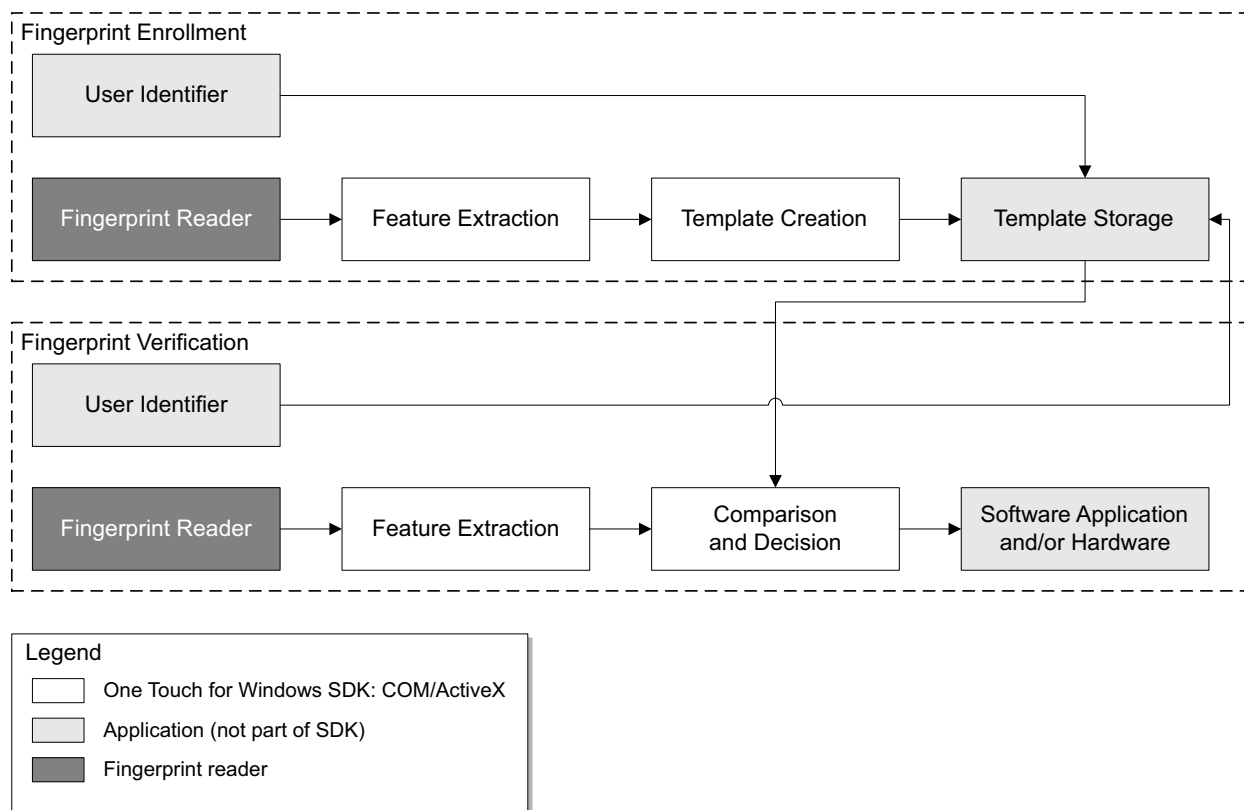 Fingerprint Enrollment
User Identifier
Fingerprint Reader
Feature Extraction
Template Creation
Template Storage
Fingerprint Verification
User Identifier
Fingerprint Reader
Feature Extraction
Comparison
and Decision
Software Application
and/or Hardware
Legend
One Touch for Windows SDK: COM/ActiveX
Application (not part of SDK)
Fingerprint reader